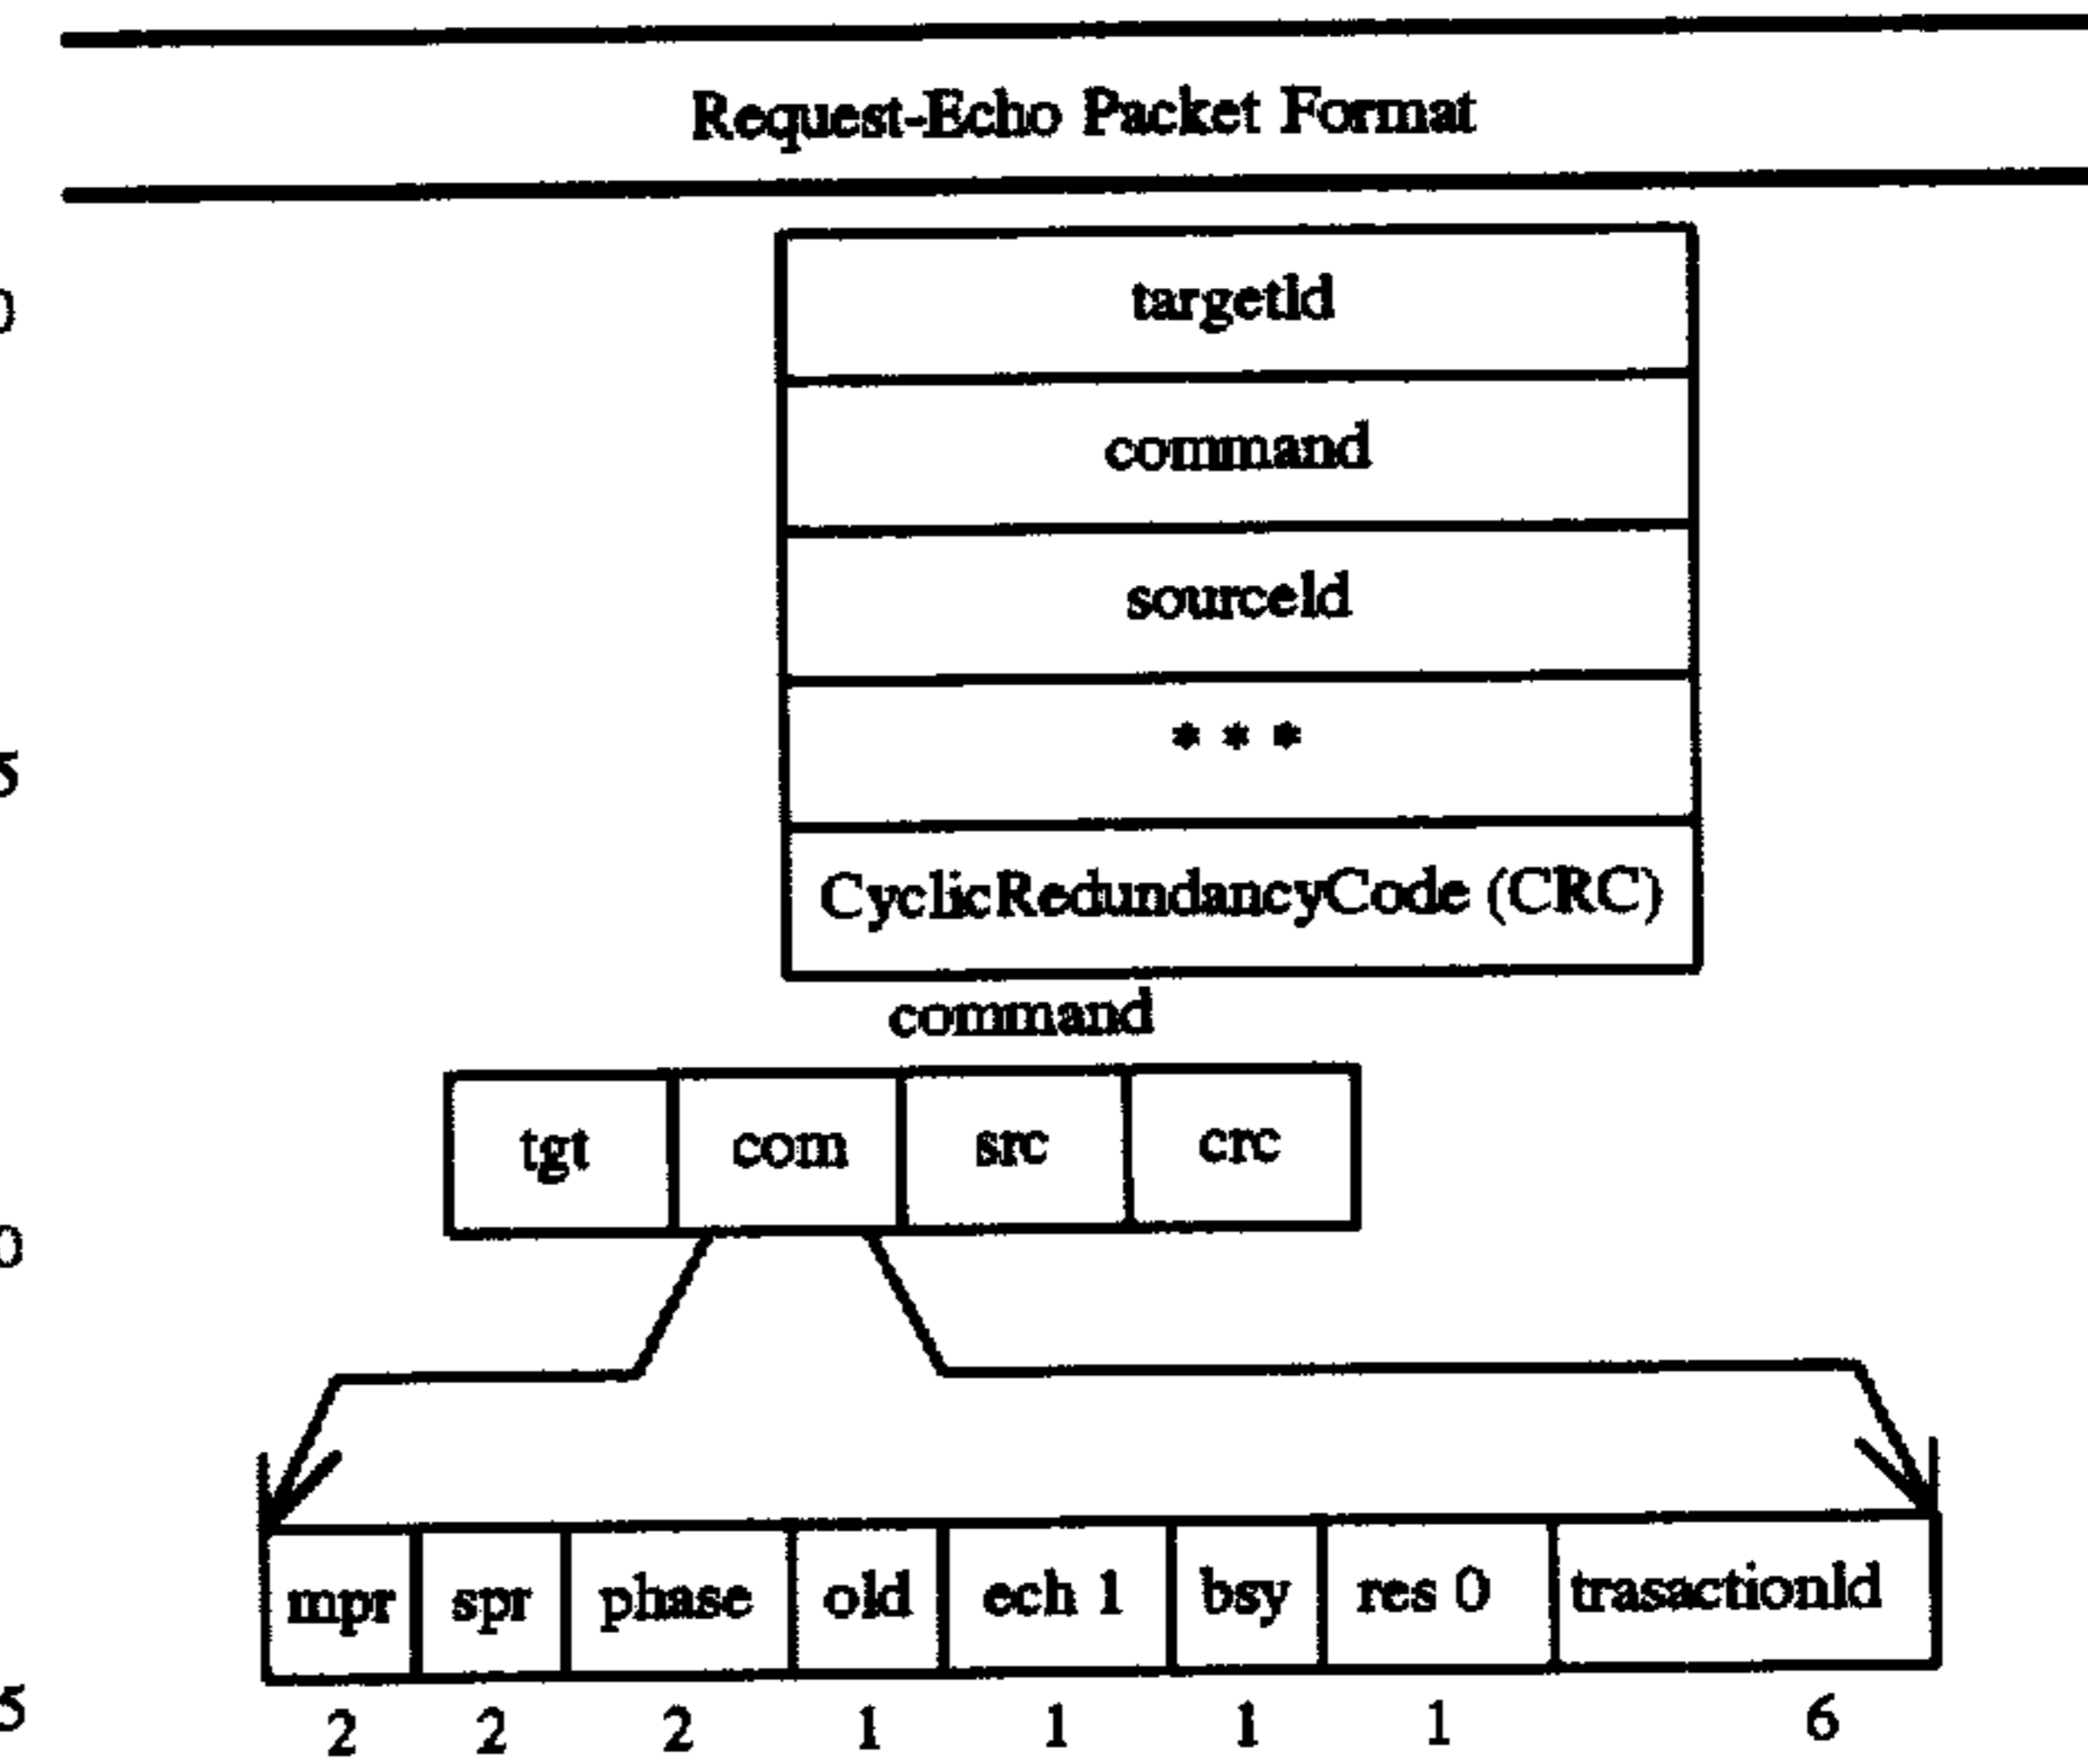 Request-Echo Packet Format
targetId
command
sourceId
* * *
CyclicRedundancyCode (CRC)
command
tgt com src crc
mpr spr phase old ech 1 bsy res 0 trasactionId
5 2 2 2 1 1 1 1 6